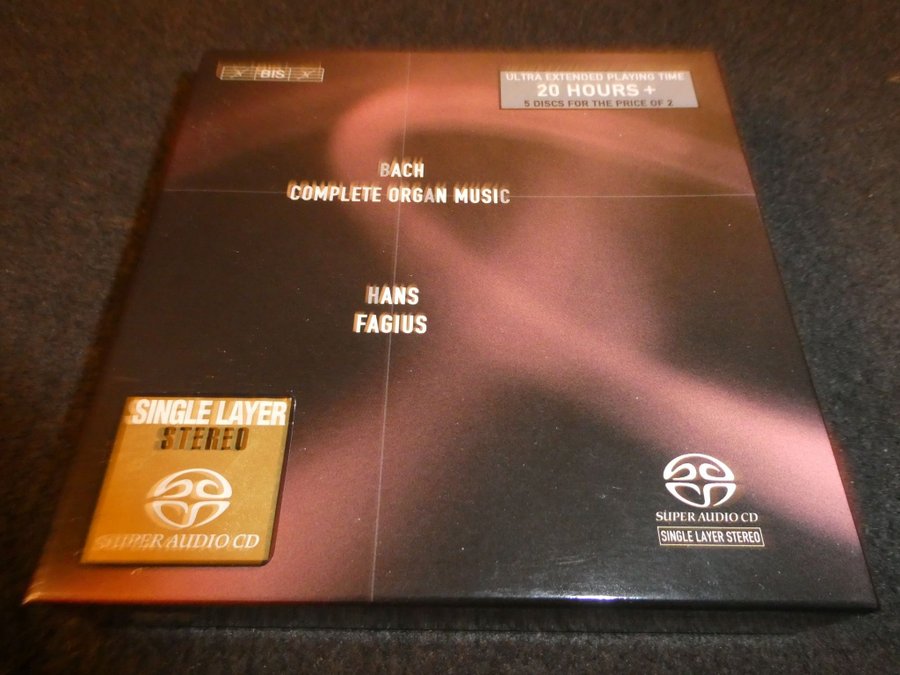 BIS
ULTRA EXTENDED PLAYING TIME
20 HOURS +
5 DISCS FOR THE PRICE OF 2
BACH
COMPLETE ORGAN MUSIC
HANS
FAGIUS
SINGLE LAYER
STEREO
SUPER AUDIO CD
SUPER AUDIO CD
SINGLE LAYER STEREO